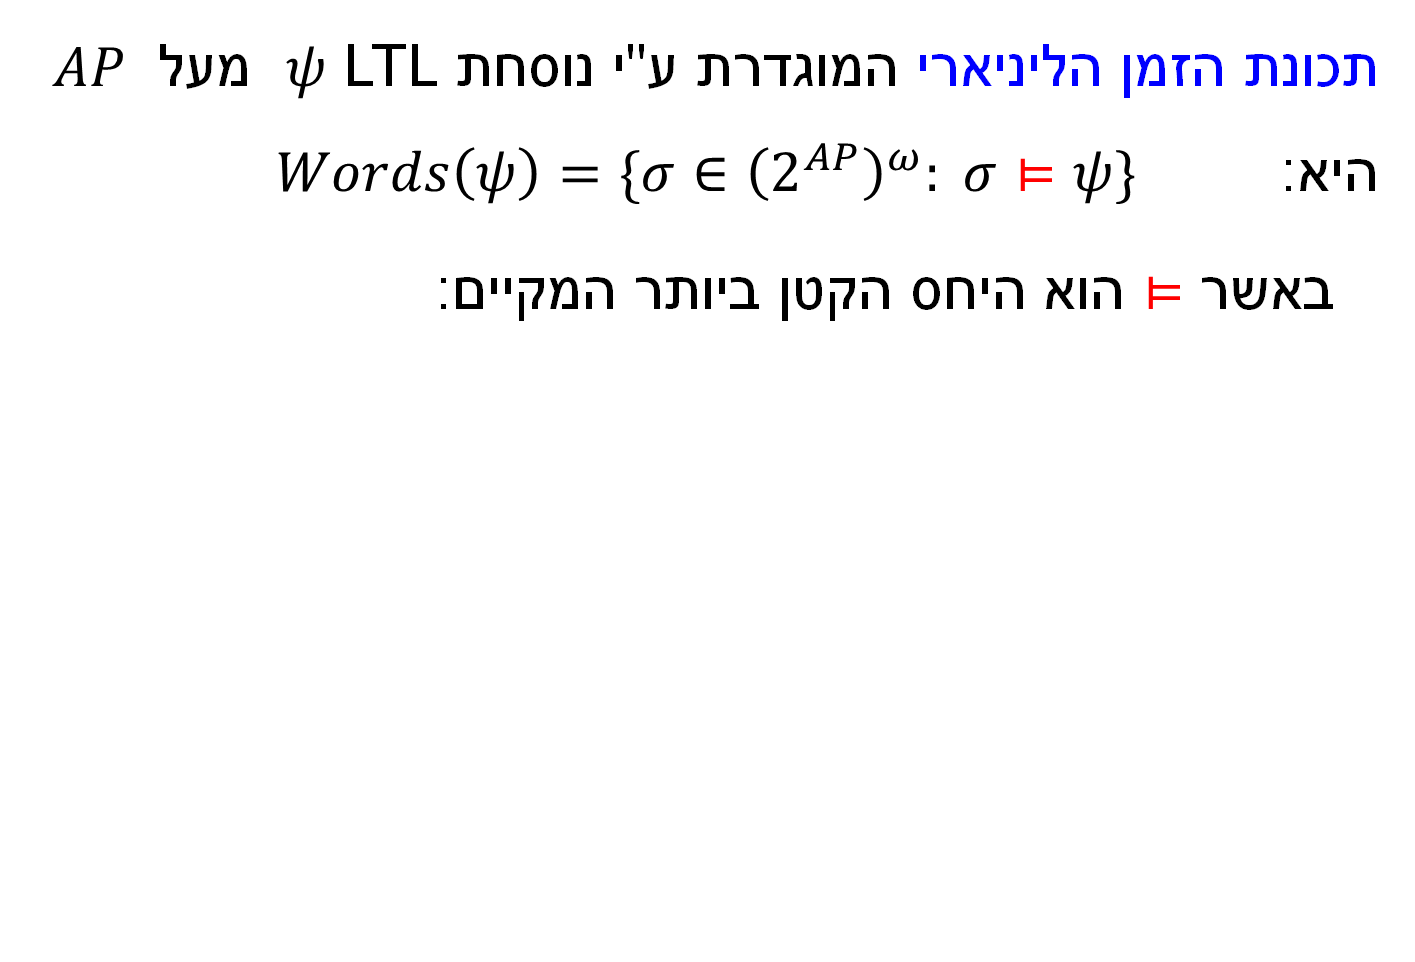 תכונת הזמן הליניארי המוגדרת ע"י נוסחת LTL ψ מעל AP
היא: Words(ψ) = {σ ∈ (2^{AP})^ω: σ ⊨ ψ}
באשר ⊨ הוא היחס הקטן ביותר המקיים: